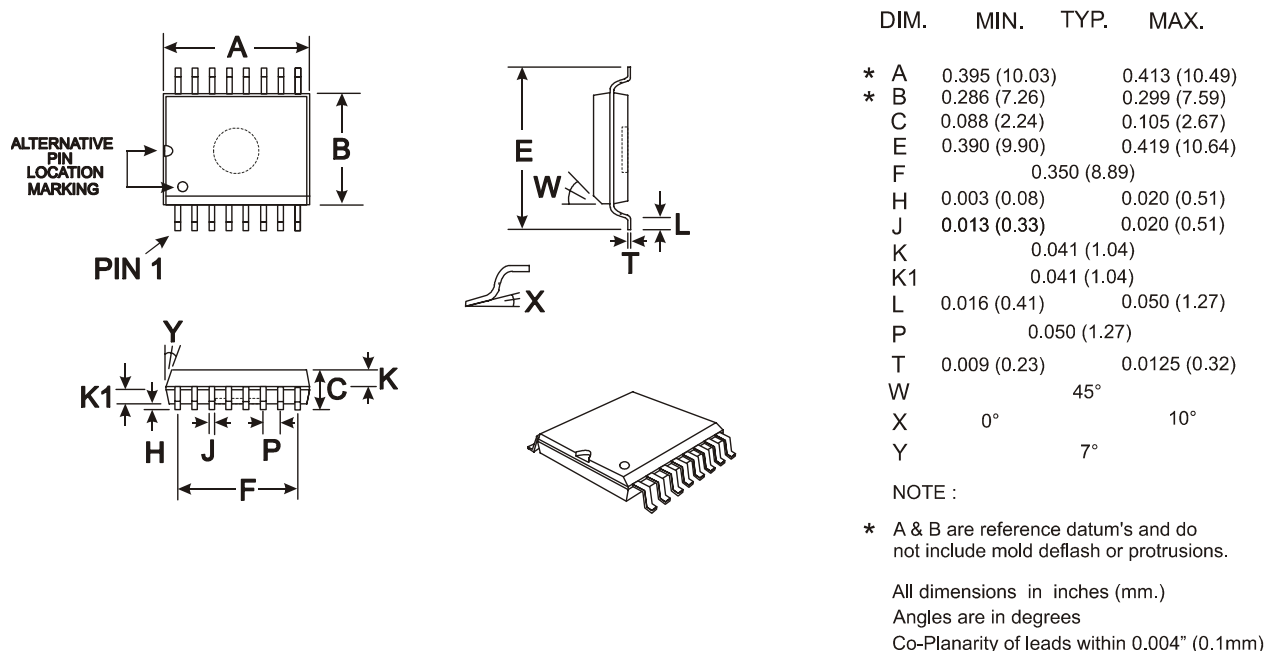 A
B
ALTERNATIVE
PIN
LOCATION
MARKING
PIN 1
E
W
L
T
X
Y
K1
C
K
H
J
P
F
DIM. MIN. TYP. MAX.
* A 0.395 (10.03) 0.413 (10.49)
* B 0.286 (7.26) 0.299 (7.59)
C 0.088 (2.24) 0.105 (2.67)
E 0.390 (9.90) 0.419 (10.64)
F 0.350 (8.89)
H 0.003 (0.08) 0.020 (0.51)
J 0.013 (0.33) 0.020 (0.51)
K 0.041 (1.04)
K1 0.041 (1.04)
L 0.016 (0.41) 0.050 (1.27)
P 0.050 (1.27)
T 0.009 (0.23) 0.0125 (0.32)
W 45°
X 0° 10°
Y 7°
NOTE :
* A & B are reference datum's and do
not include mold deflash or protrusions.
All dimensions in inches (mm.)
Angles are in degrees
Co-Planarity of leads within 0.004" (0.1mm)